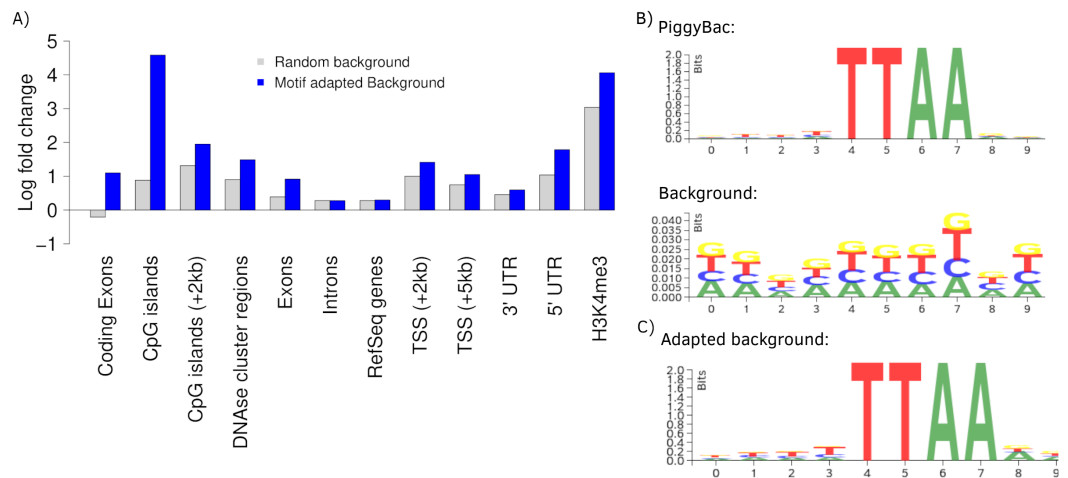 A)
Log fold change
5
4
3
2
1
0
−1
Random background
Motif adapted Background
Coding Exons
CpG islands
CpG islands (+2kb)
DNAse cluster regions
Exons
Introns
RefSeq genes
TSS (+2kb)
TSS (+5kb)
3' UTR
5' UTR
H3K4me3
B)
PiggyBac:
2.0
1.8
1.6
1.4
1.2
1.0
0.8
0.6
0.4
0.2
0.0
Bits
TTAA
0 1 2 3 4 5 6 7 8 9
Background:
0.040
0.035
0.030
0.025
0.020
0.015
0.010
0.005
0.000
Bits
G G G G G G G G G G
T T T T T T T T T T
C C C C C C C C C C
A A A A A A A A A A
0 1 2 3 4 5 6 7 8 9
C)
Adapted background:
2.0
1.8
1.6
1.4
1.2
1.0
0.8
0.6
0.4
0.2
0.0
Bits
TTAA
0 1 2 3 4 5 6 7 8 9